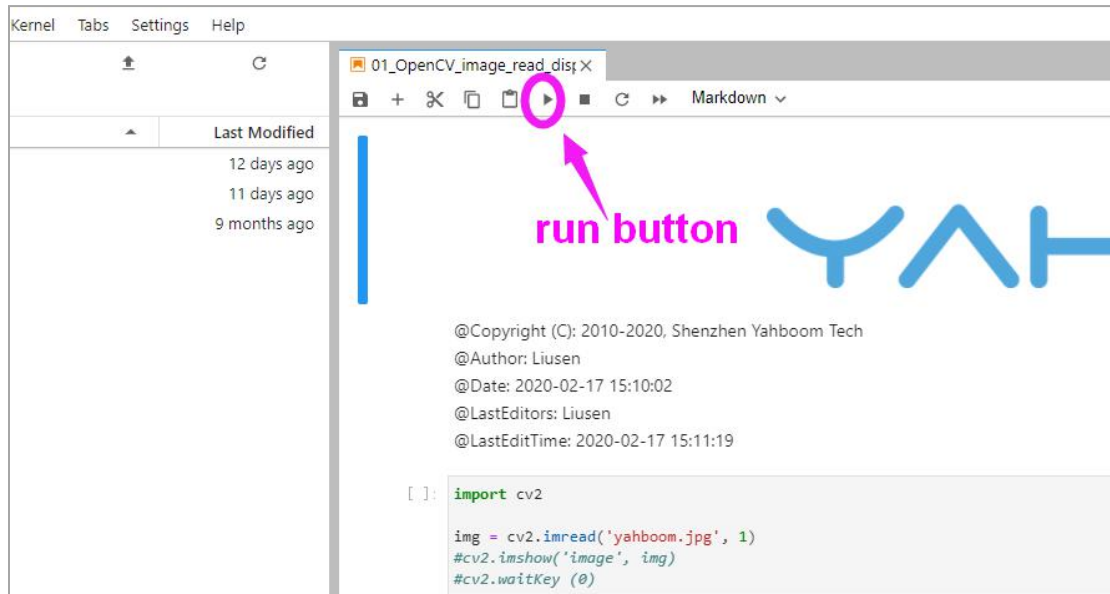 Kernel Tabs Settings Help
01_OpenCV_image_read_disp
Markdown
Last Modified
12 days ago
11 days ago
9 months ago
run button
YAH
@Copyright (C): 2010-2020, Shenzhen Yahboom Tech
@Author: Liusen
@Date: 2020-02-17 15:10:02
@LastEditors: Liusen
@LastEditTime: 2020-02-17 15:11:19
[ ]: import cv2
img = cv2.imread('yahboom.jpg', 1)
#cv2.imshow('image', img)
#cv2.waitKey (0)